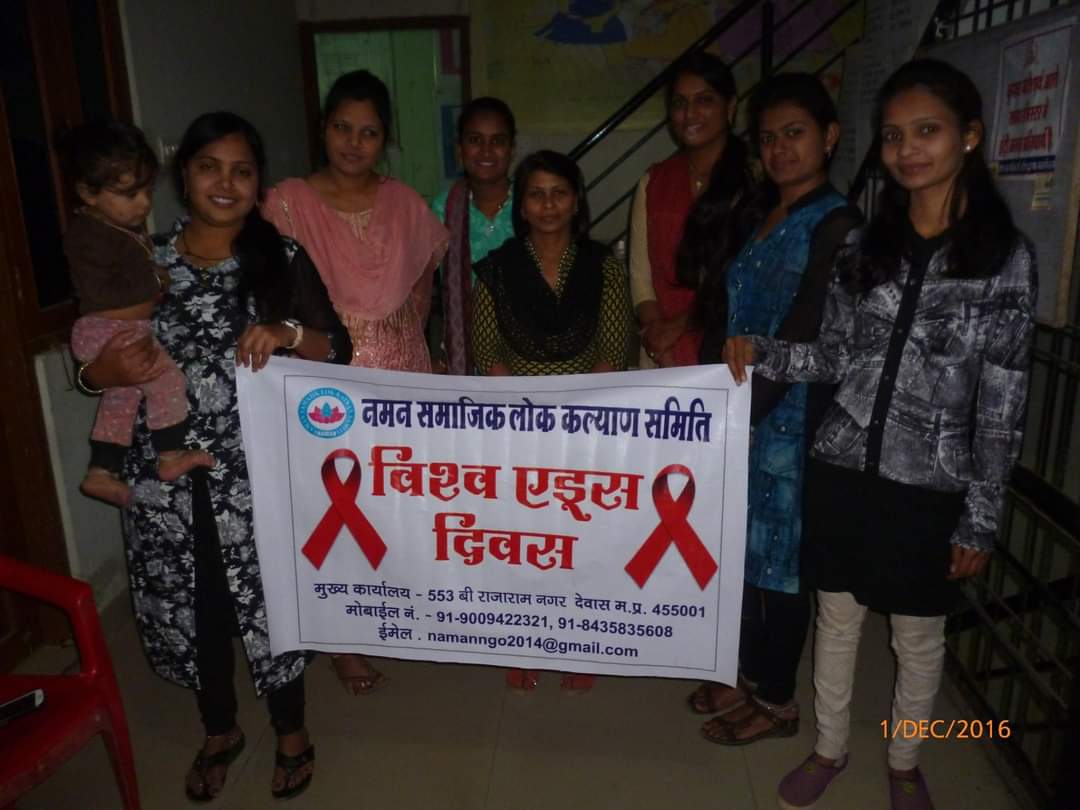 नमन समाजिक लोक कल्याण समिति
विश्व एड्स
दिवस
मुख्य कार्यालय - 553 बी राजाराम नगर देवास म.प्र. 455001
मोबाईल नं. - 91-9009422321, 91-8435835608
ईमेल . namanngo2014@gmail.com
1/DEC/2016